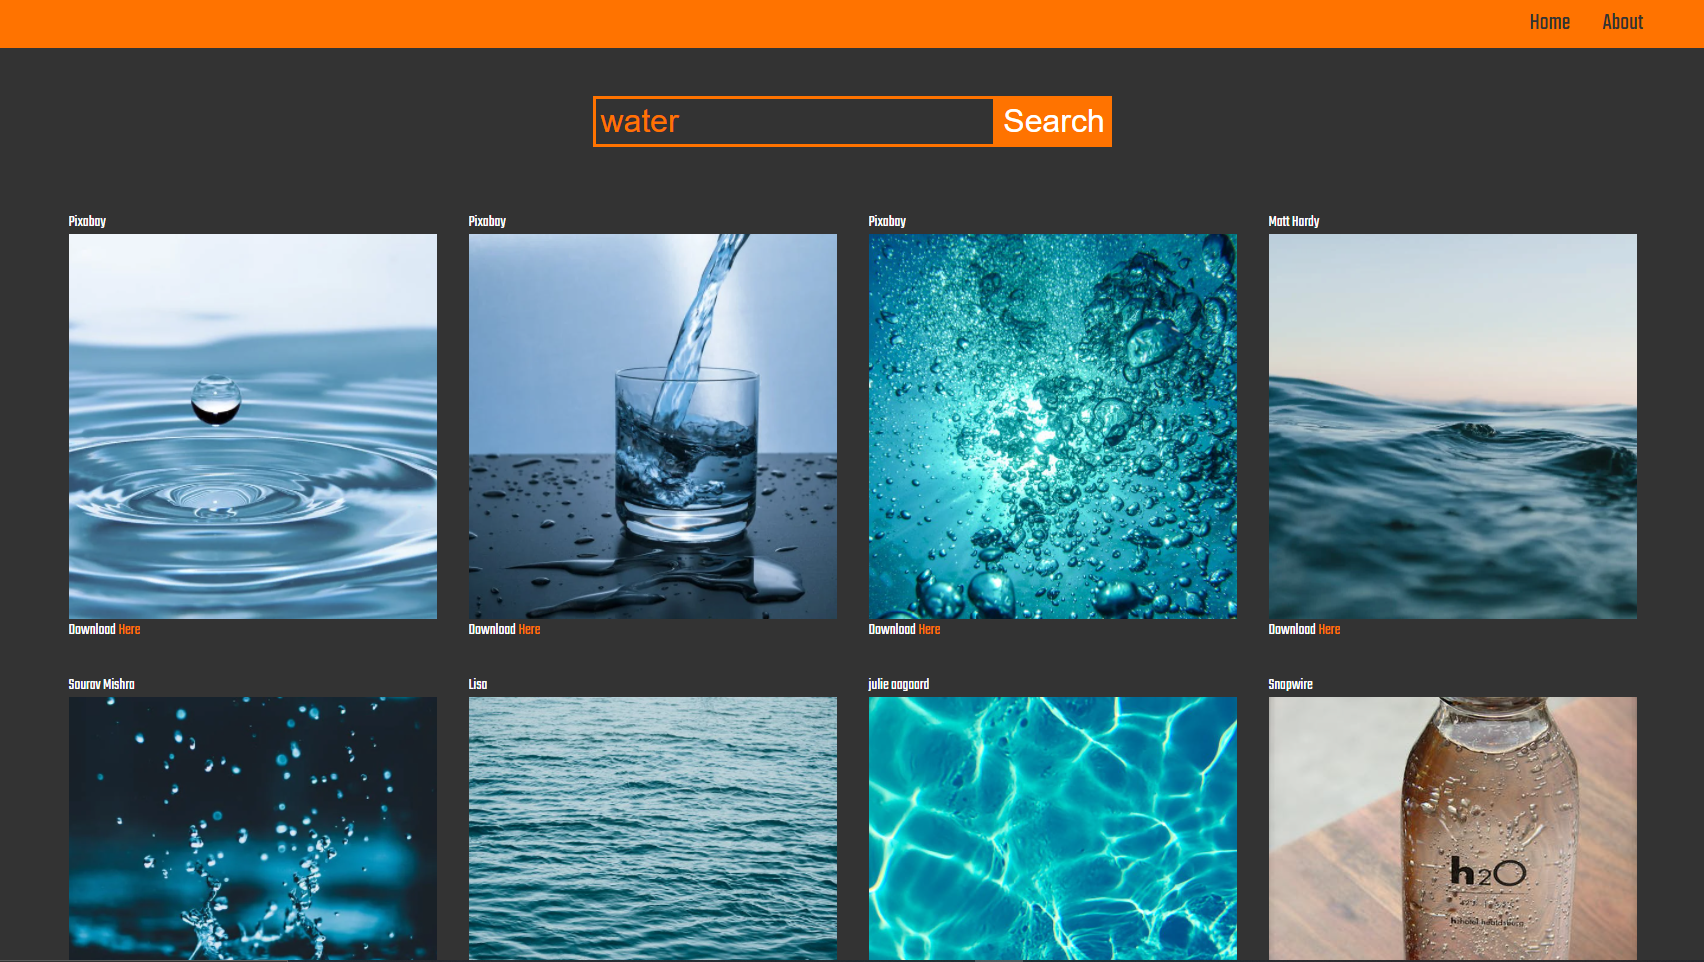 Home About
water Search
Pixabay Pixabay Pixabay Matt Hardy
Download Here Download Here Download Here Download Here
Sourav Mishra Lisa julie aagaard Snapwire
h2O